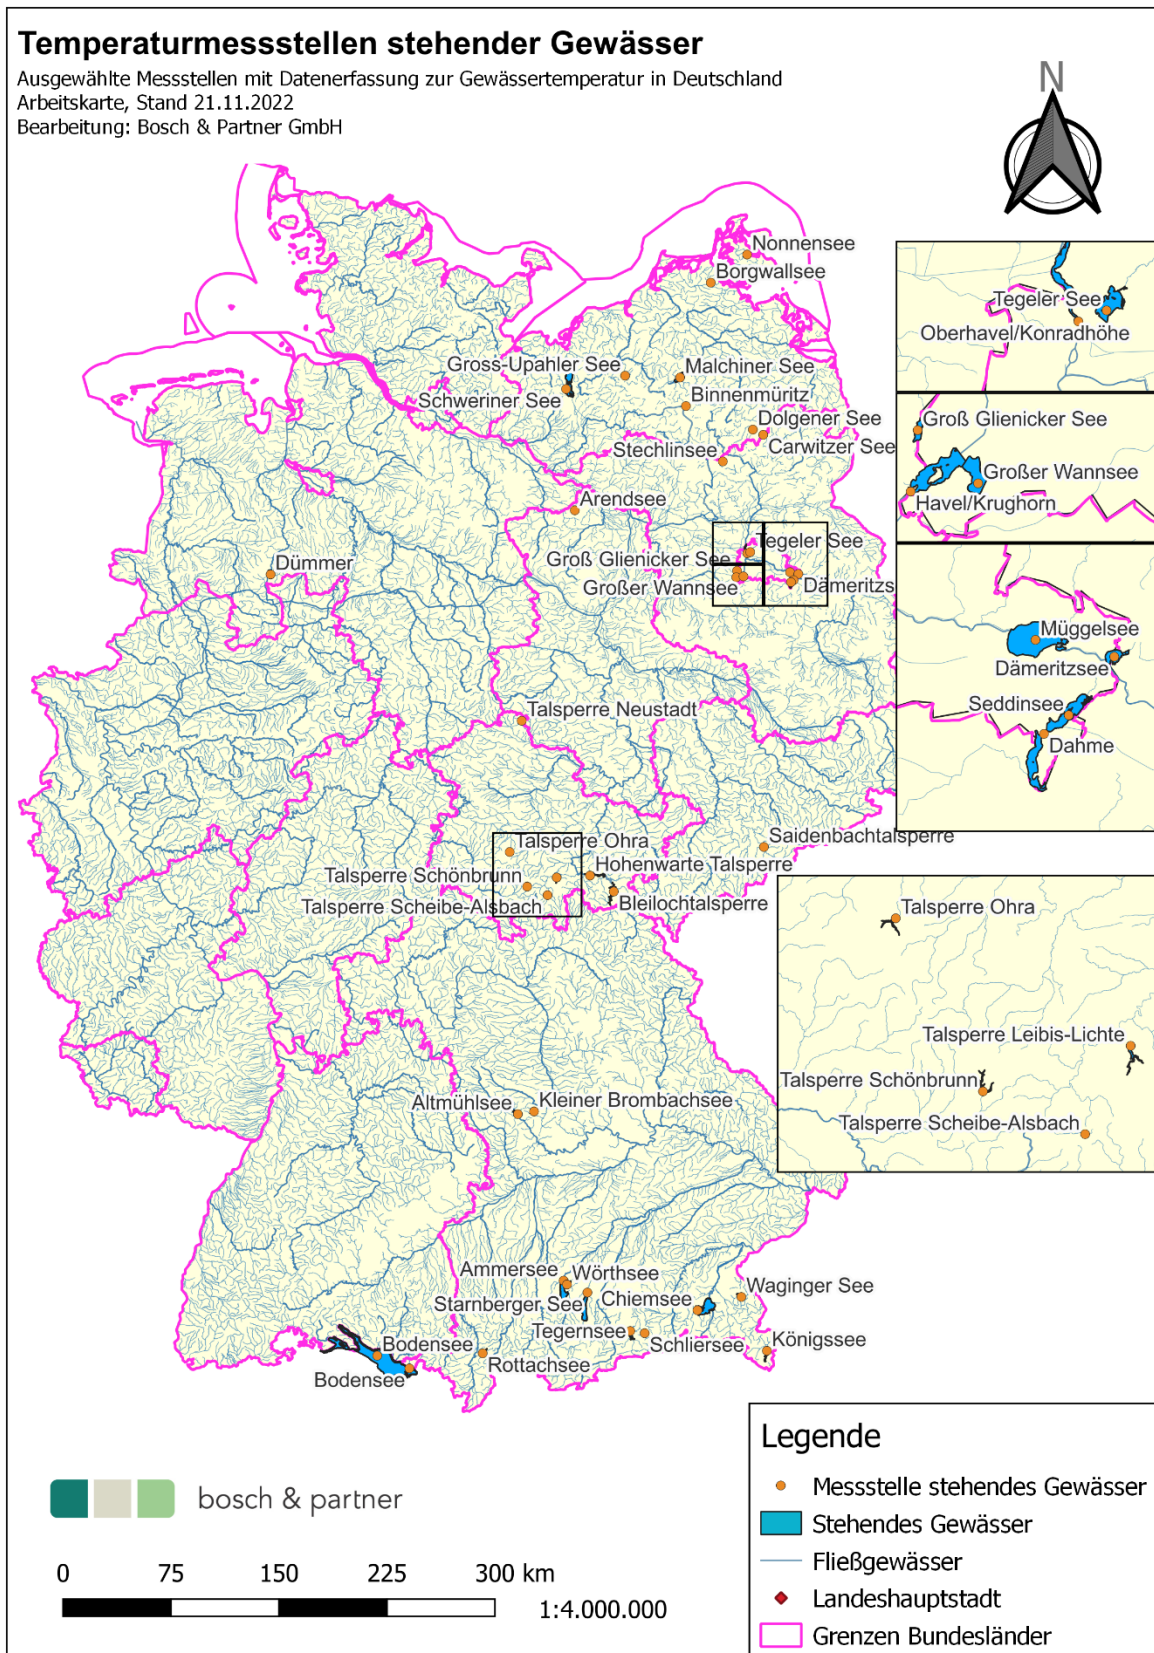 Temperaturmessstellen stehender Gewässer
Ausgewählte Messstellen mit Datenerfassung zur Gewässertemperatur in Deutschland
Arbeitskarte, Stand 21.11.2022
Bearbeitung: Bosch & Partner GmbH
N
Nonnensee
Borgwallsee
Gross-Upahler See
Malchiner See
Schweriner See
Binnenmüritz
Dolgener See
Stechlinsee
Carwitzer See
Arendsee
Tegeler See
Groß Glienicker See
Dümmer
Großer Wannsee
Dämeritzs
Talsperre Neustadt
Talsperre Ohra
Saidenbachtalsperre
Hohenwarte Talsperre
Talsperre Schönbrunn
Bleilochtalsperre
Talsperre Scheibe-Alsbach
Altmühlsee
Kleiner Brombachsee
Ammersee
Wörthsee
Starnberger See
Chiemsee
Waginger See
Tegernsee
Schliersee
Königssee
Bodensee
Rottachsee
Bodensee
Tegeler See
Oberhavel/Konradhöhe
Groß Glienicker See
Großer Wannsee
Havel/Krughorn
Müggelsee
Dämeritzsee
Seddinsee
Dahme
Talsperre Ohra
Talsperre Leibis-Lichte
Talsperre Schönbrunn
Talsperre Scheibe-Alsbach
Legende
Messstelle stehendes Gewässer
Stehendes Gewässer
Fließgewässer
Landeshauptstadt
Grenzen Bundesländer
bosch & partner
0 75 150 225 300 km
1:4.000.000